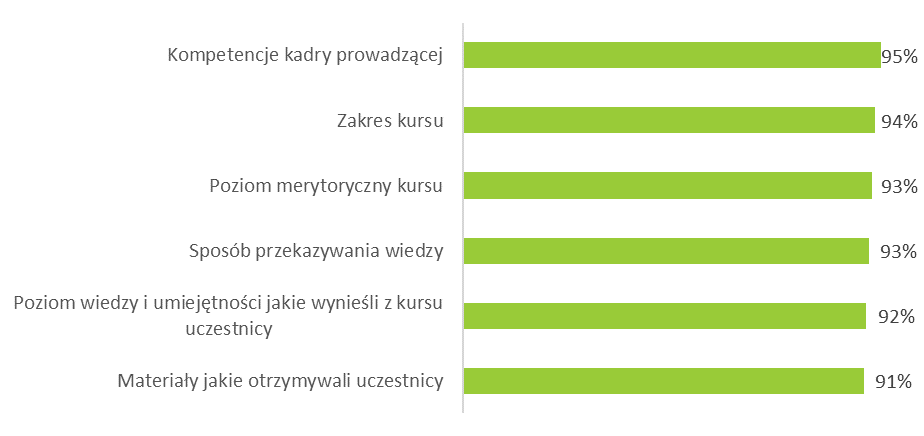 Kompetencje kadry prowadzącej 95%
Zakres kursu 94%
Poziom merytoryczny kursu 93%
Sposób przekazywania wiedzy 93%
Poziom wiedzy i umiejętności jakie wynieśli z kursu
uczestnicy 92%
Materiały jakie otrzymywali uczestnicy 91%